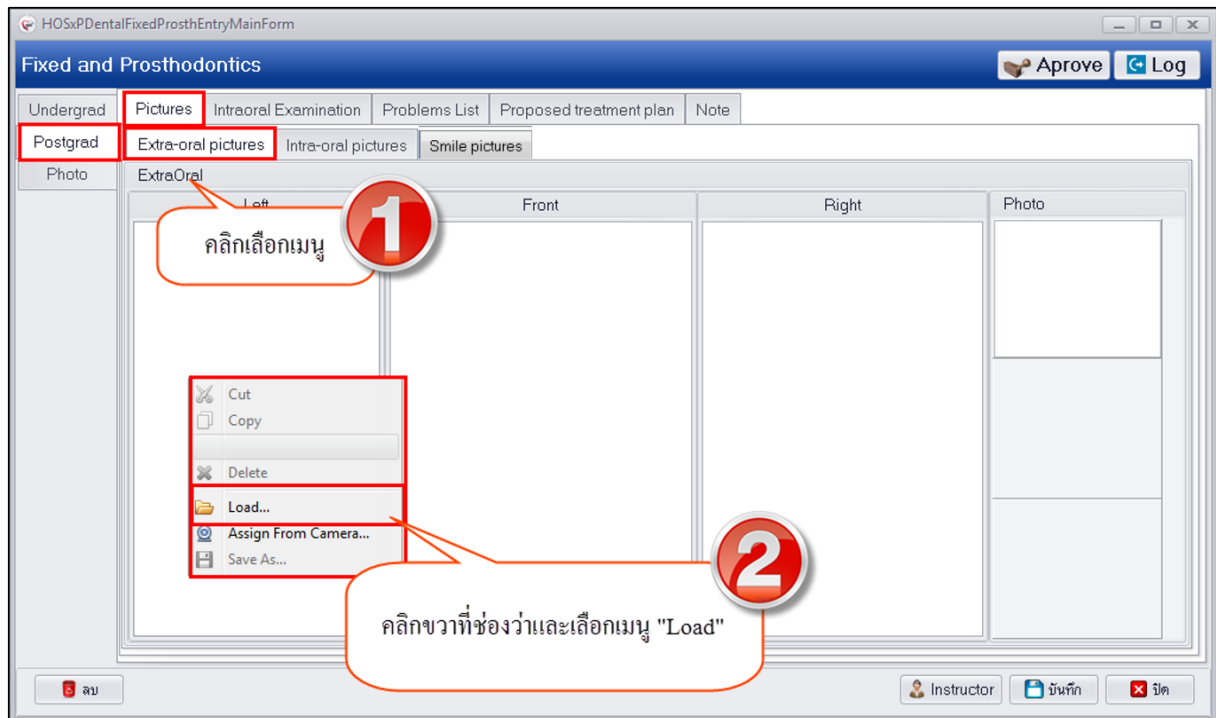 HOSxPDentalFixedProsthEntryMainForm
Fixed and Prosthodontics
Aprove
Log
Undergrad
Postgrad
Photo
Pictures
Intraoral Examination
Problems List
Proposed treatment plan
Note
Extra-oral pictures
Intra-oral pictures
Smile pictures
ExtraOral
Left
Front
Right
Photo
คลิกเลือกเมนู
1
Cut
Copy
Delete
Load...
Assign From Camera...
Save As...
2
คลิกขวาที่ช่องว่าและเลือกเมนู "Load"
ลบ
Instructor
บันทึก
ปิด